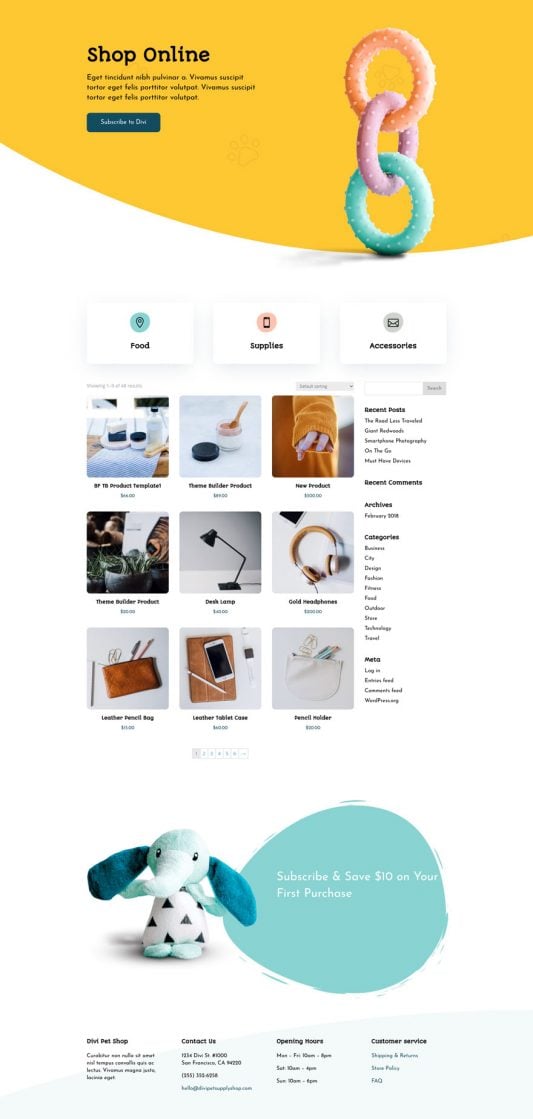 Shop Online
Eget tincidunt nibh pulvinar a. Vivamus suscipit
tortor eget felis porttitor volutpat. Vivamus suscipit
tortor eget felis porttitor volutpat.
Subscribe to Divi
Food
Supplies
Accessories
Showing 1–9 of 48 results
Default sorting
Search
BF TB Product Template1
$66.00
Theme Builder Product
$89.00
New Product
$500.00
Theme Builder Product
$20.00
Desk Lamp
$40.00
Gold Headphones
$200.00
Leather Pencil Bag
$15.00
Leather Tablet Case
$60.00
Pencil Holder
$20.00
1 2 3 4 5 6 →
Recent Posts
The Road Less Traveled
Giant Redwoods
Smartphone Photography
On The Go
Must Have Devices
Recent Comments
Archives
February 2018
Categories
Business
City
Design
Fashion
Fitness
Food
Outdoor
Store
Technology
Travel
Meta
Log in
Entries feed
Comments feed
WordPress.org
Subscribe & Save $10 on Your
First Purchase
Divi Pet Shop
Curabitur non nulla sit amet
nisl tempus convallis quis ac
lectus. Vivamus magna justo,
lacinia eget.
Contact Us
1234 Divi St. #1000
San Francisco, CA 94220
(255) 352-6258
hello@divipetsupplyshop.com
Opening Hours
Mon – Fri: 10am – 8pm
Sat: 10am – 4pm
Sun: 10am – 6pm
Customer service
Shipping & Returns
Store Policy
FAQ